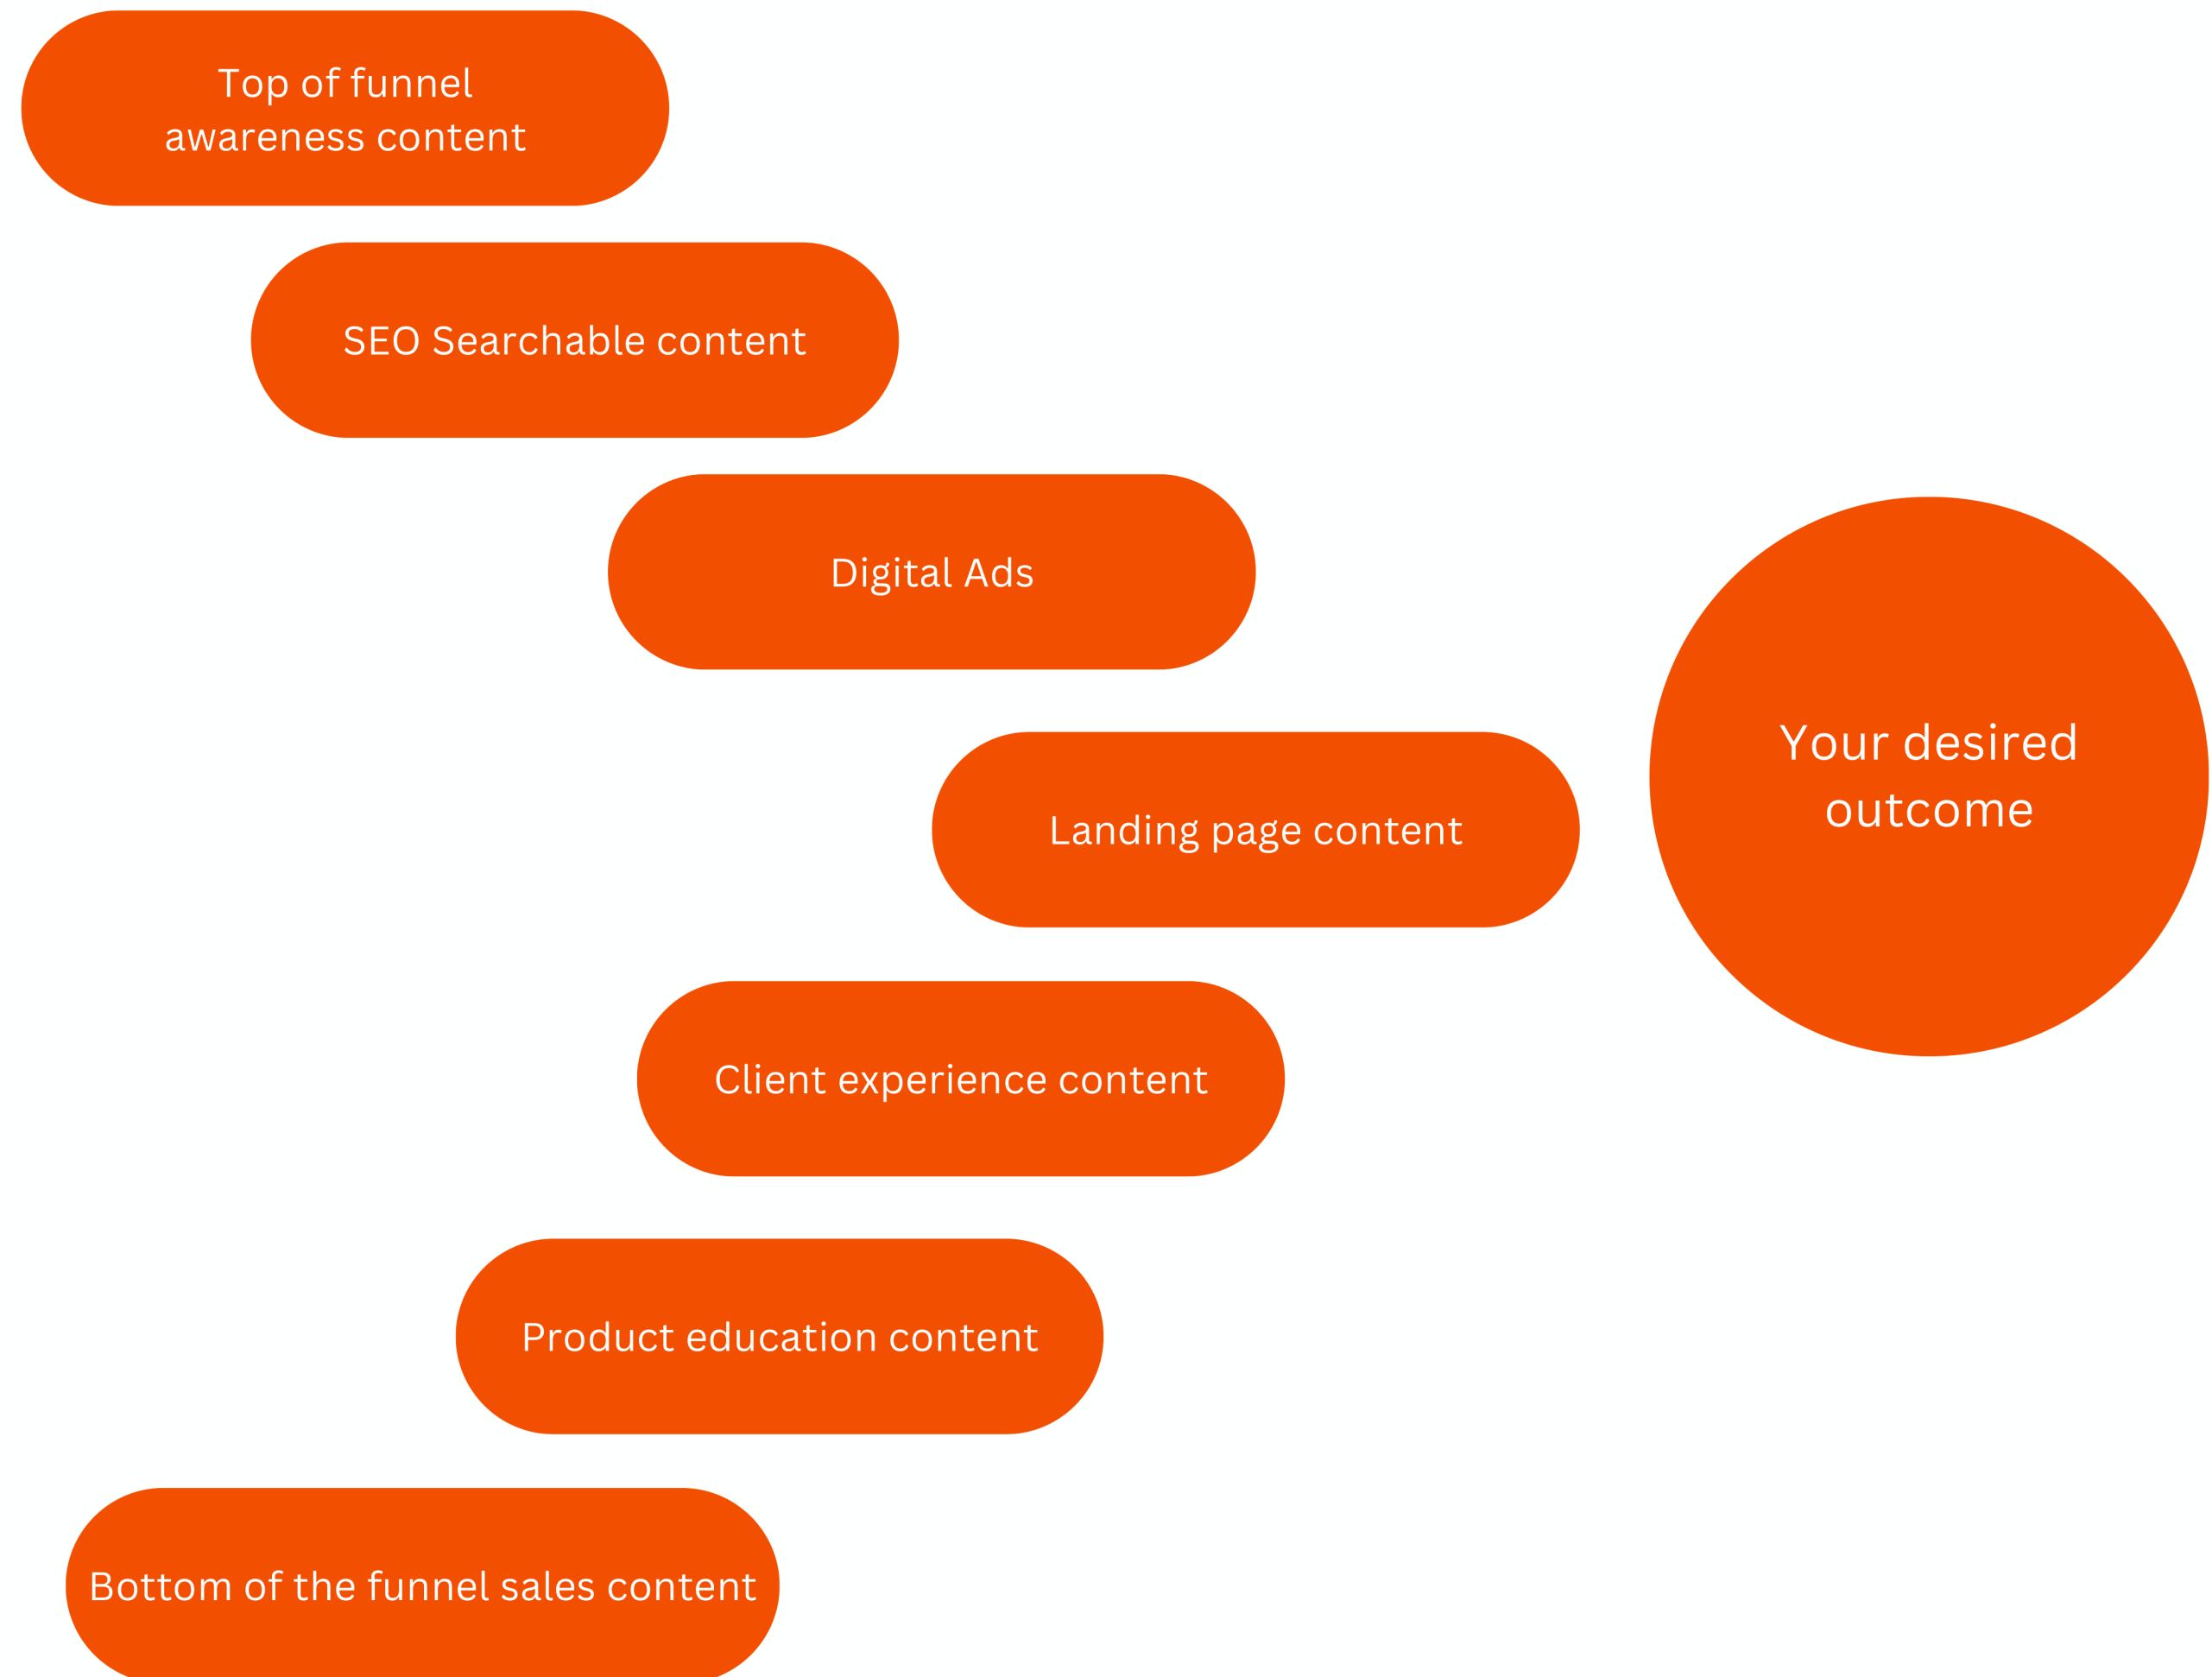 Top of funnel
awareness content
SEO Searchable content
Digital Ads
Landing page content
Your desired
outcome
Client experience content
Product education content
Bottom of the funnel sales content